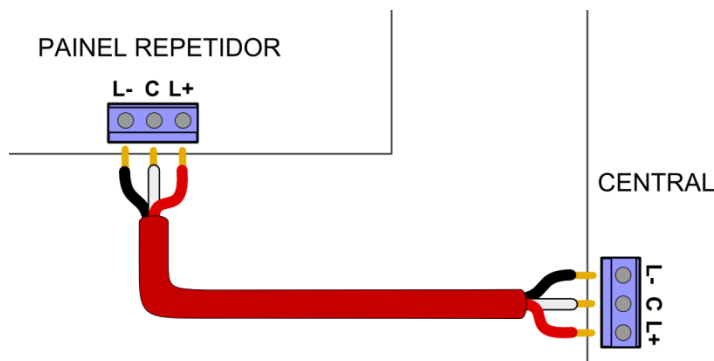 PAINEL REPETIDOR
L- C L+
CENTRAL
L-
C
L+